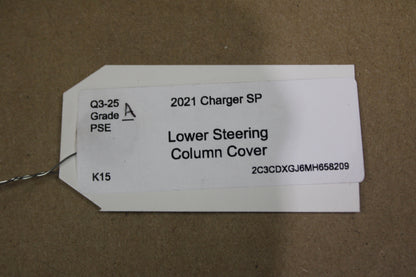 Q3-25
Grade A
PSE
2021 Charger SP
Lower Steering
Column Cover
2C3CDXGJ6MH658209
K15